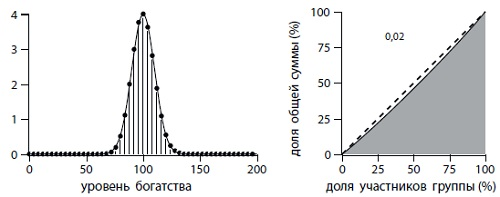 4
3
2
1
0
0 50 100 150 200
уровень богатства
доля общей суммы (%)
100
75
50
25
0
0,02
0 25 50 75 100
доля участников группы (%)